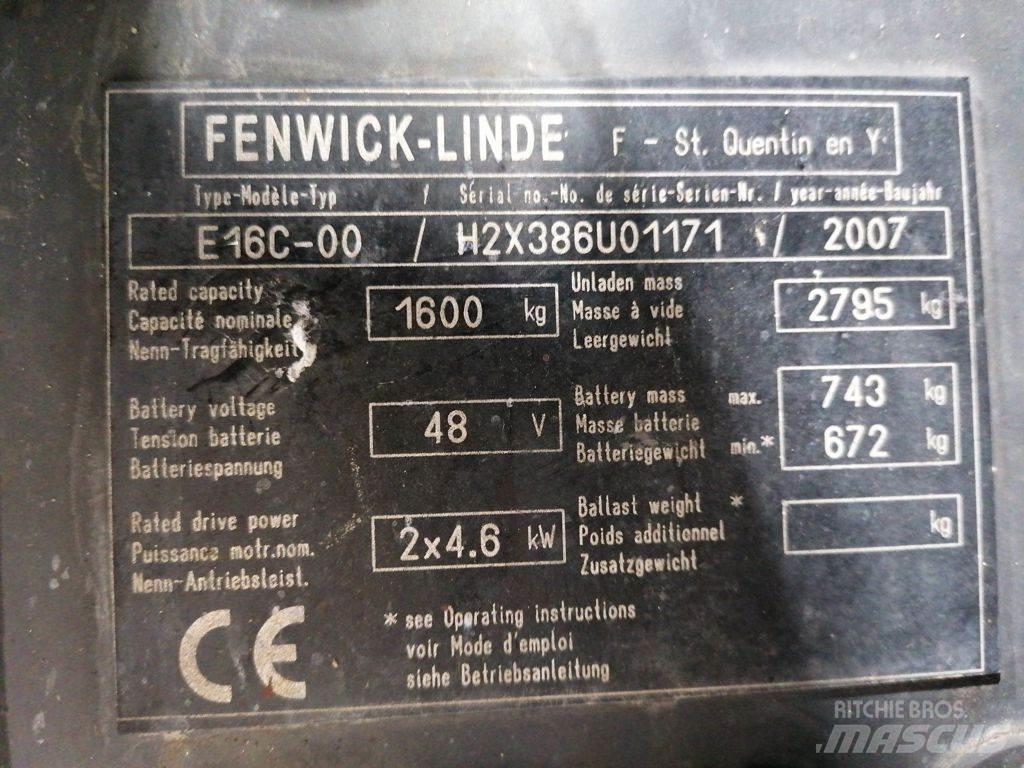 FENWICK-LINDE F - St. Quentin en Y.
Type-Modèle-Typ / Sérial no.-No. de série-Serien-Nr. / year-année-Baujahr
E16C-00 / H2X386U01171 / 2007
Rated capacity
Capacité nominale
Nenn-Tragfähigkeit
1600 kg
Unladen mass
Masse à vide
Leergewicht
2795 kg
Battery voltage
Tension batterie
Batteriespannung
48 V
Battery mass max. 743 kg
Masse batterie
Batteriegewicht min.* 672 kg
Rated drive power
Puissance motr.nom.
Nenn-Antriebsleist.
2x4.6 kW
Ballast weight *
Poids additionnel
Zusatzgewicht
kg
CE
* see Operating instructions
voir Mode d'emploi
siehe Betriebsanleitung
RITCHIE BROS.
MASCUS